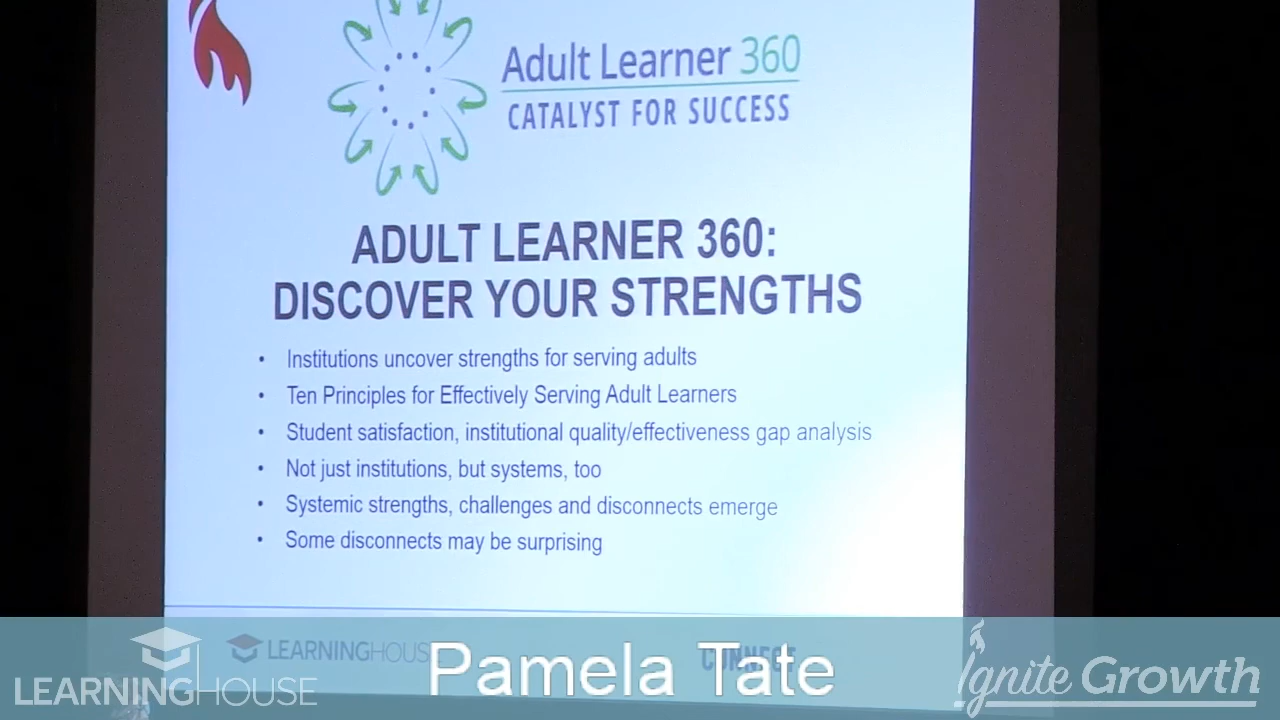 Adult Learner 360
CATALYST FOR SUCCESS
ADULT LEARNER 360:
DISCOVER YOUR STRENGTHS
• Institutions uncover strengths for serving adults
• Ten Principles for Effectively Serving Adult Learners
• Student satisfaction, institutional quality/effectiveness gap analysis
• Not just institutions, but systems, too
• Systemic strengths, challenges and disconnects emerge
• Some disconnects may be surprising
LEARNINGHOUSE
CONNECT
Pamela Tate
LEARNINGHOUSE
Ignite Growth